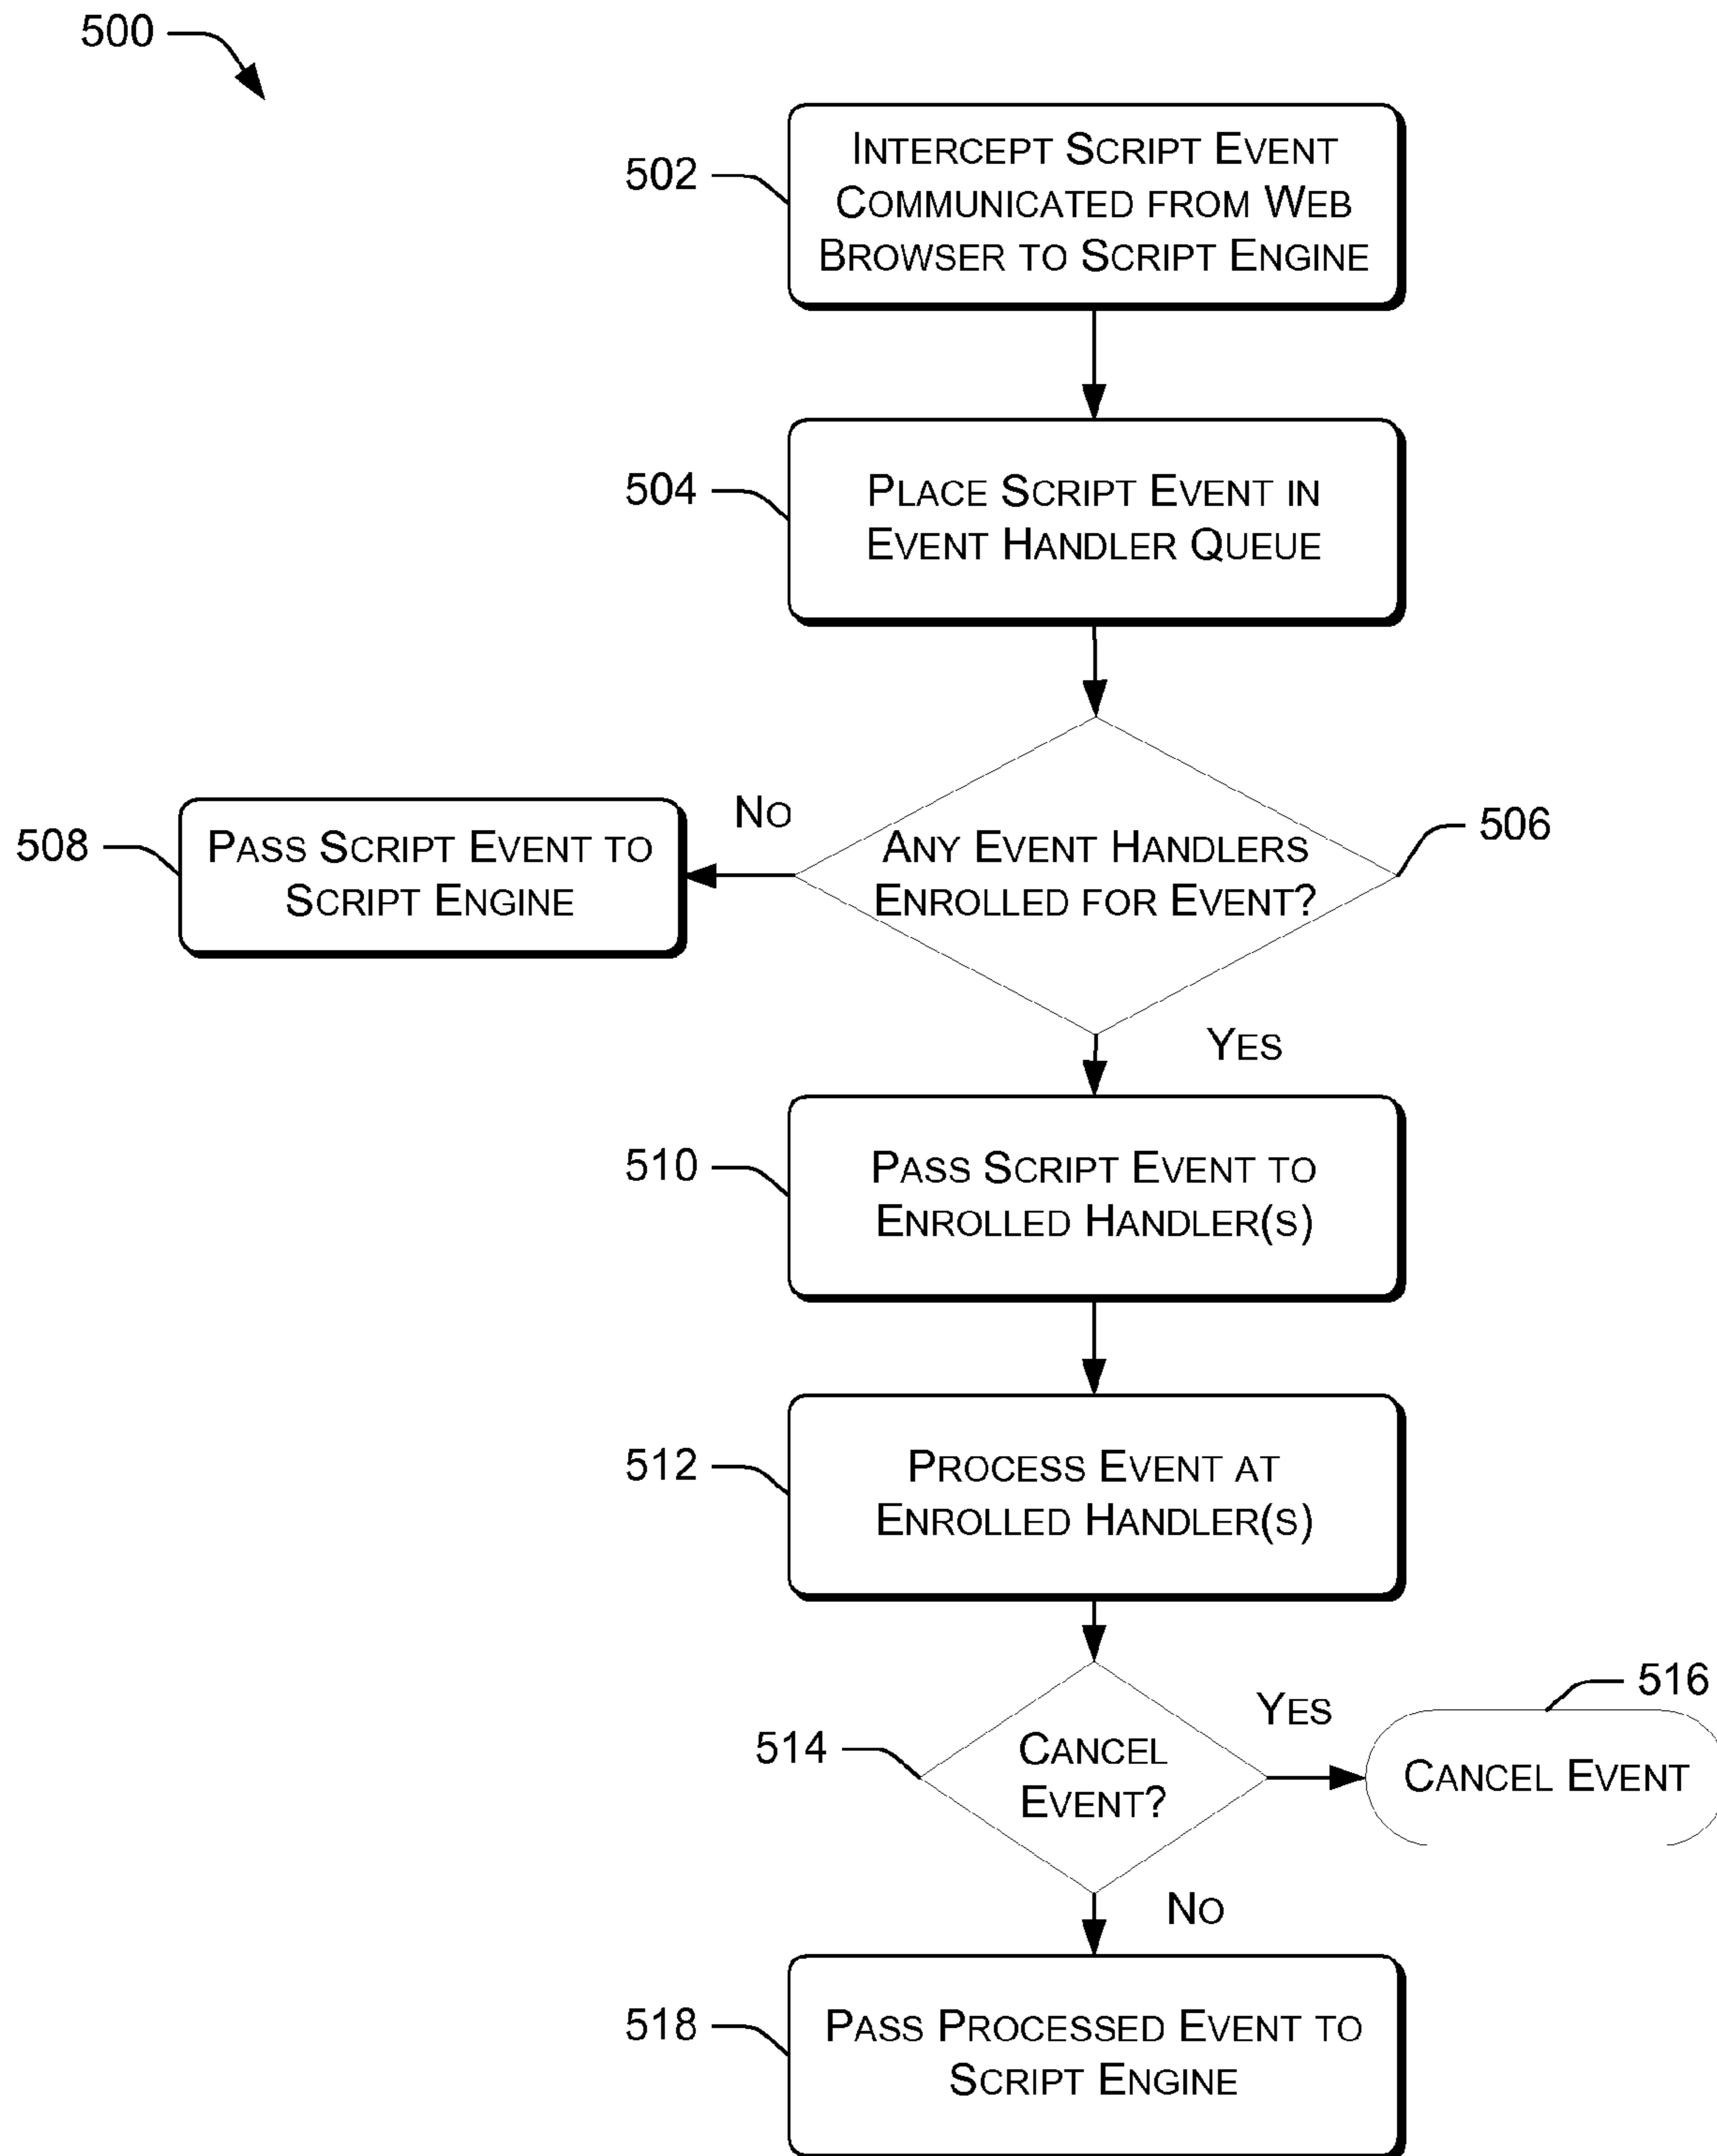 500
502
INTERCEPT SCRIPT EVENT
COMMUNICATED FROM WEB
BROWSER TO SCRIPT ENGINE
504
PLACE SCRIPT EVENT IN
EVENT HANDLER QUEUE
506
ANY EVENT HANDLERS
ENROLLED FOR EVENT?
NO
508
PASS SCRIPT EVENT TO
SCRIPT ENGINE
YES
510
PASS SCRIPT EVENT TO
ENROLLED HANDLER(S)
512
PROCESS EVENT AT
ENROLLED HANDLER(S)
514
CANCEL
EVENT?
YES
516
CANCEL EVENT
NO
518
PASS PROCESSED EVENT TO
SCRIPT ENGINE